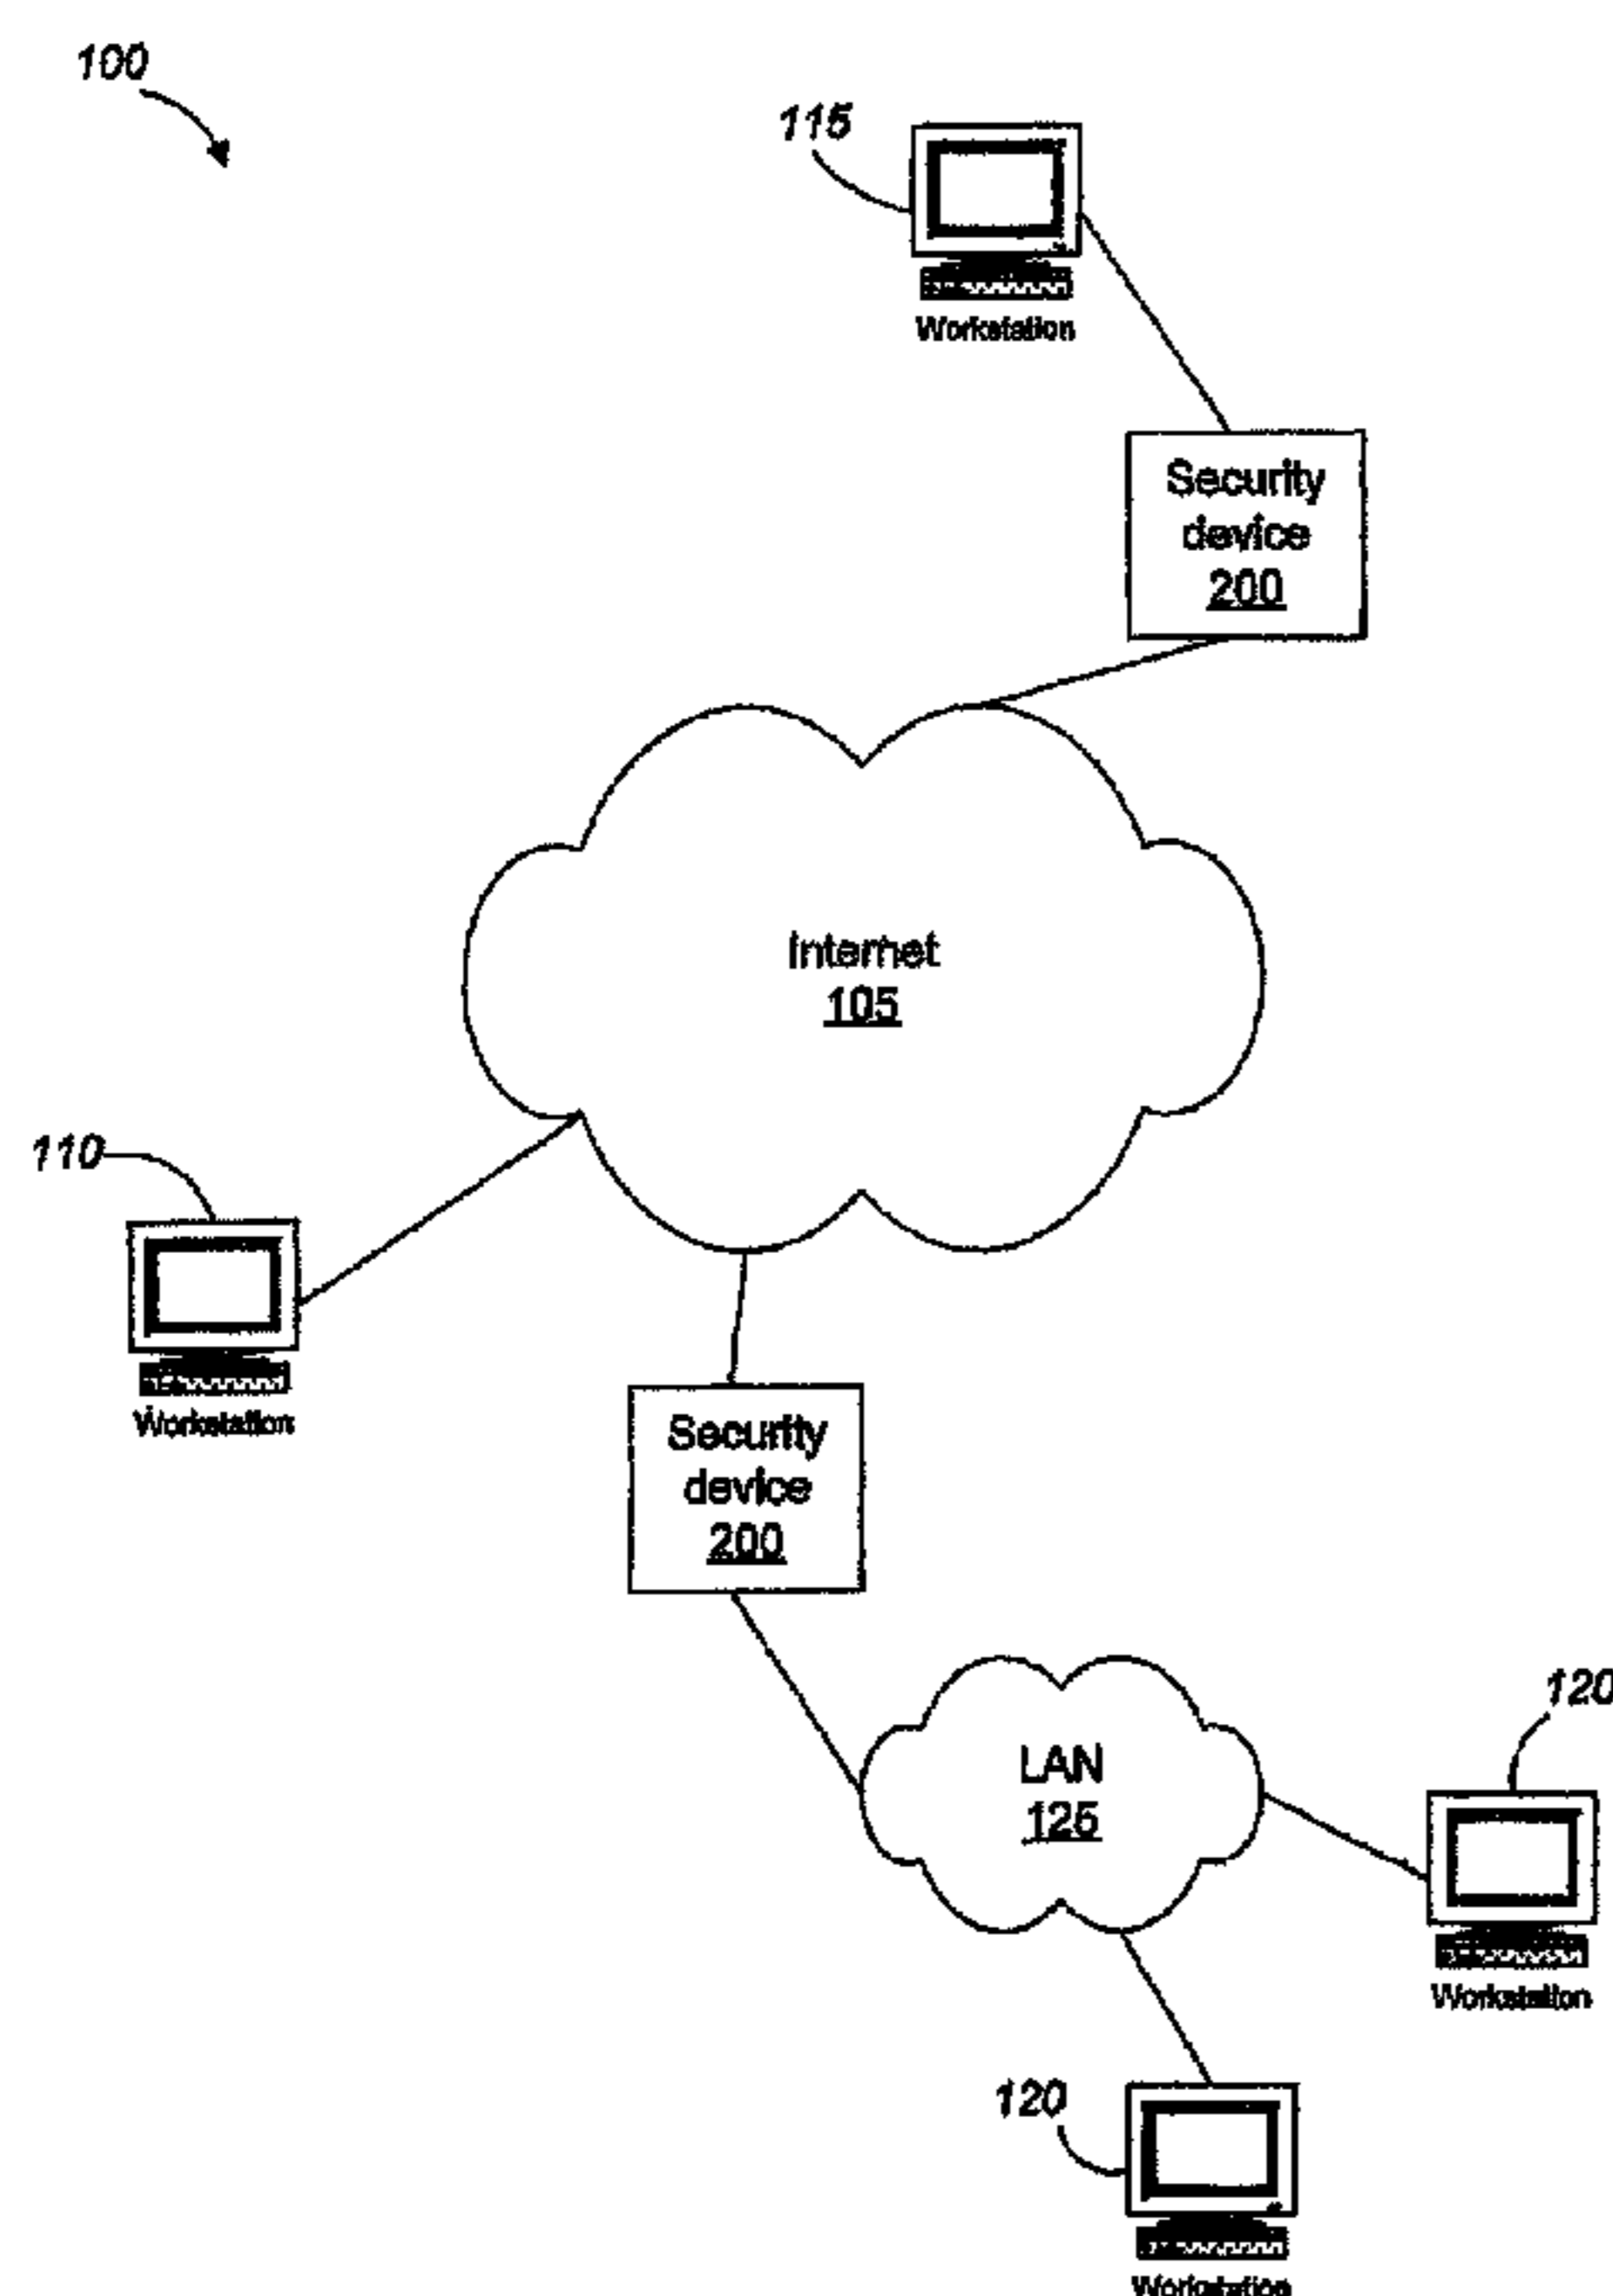 100
115
Workstation
Security
device
200
Internet
105
110
Workstation
Security
device
200
LAN
125
120
Workstation
120
Workstation